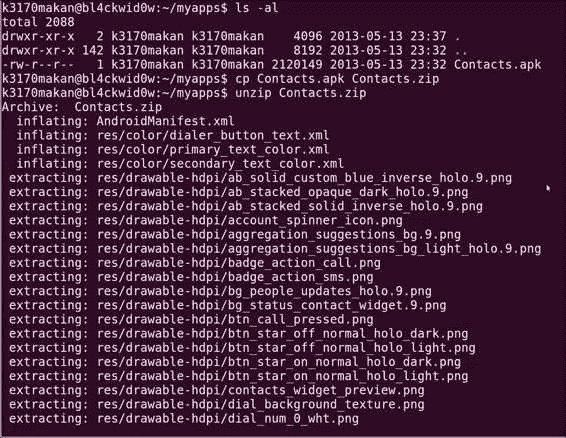 k3170makan@bl4ckwid0w:~/myapps$ ls -al
total 2088
drwxr-xr-x   2 k3170makan k3170makan    4096 2013-05-13 23:37 .
drwxr-xr-x 142 k3170makan k3170makan    8192 2013-05-13 23:32 ..
-rw-r--r--   1 k3170makan k3170makan 2120149 2013-05-13 23:32 Contacts.apk
k3170makan@bl4ckwid0w:~/myapps$ cp Contacts.apk Contacts.zip
k3170makan@bl4ckwid0w:~/myapps$ unzip Contacts.zip
Archive:  Contacts.zip
  inflating: AndroidManifest.xml
  inflating: res/color/dialer_button_text.xml
  inflating: res/color/primary_text_color.xml
  inflating: res/color/secondary_text_color.xml
 extracting: res/drawable-hdpi/ab_solid_custom_blue_inverse_holo.9.png
 extracting: res/drawable-hdpi/ab_stacked_opaque_dark_holo.9.png
 extracting: res/drawable-hdpi/ab_stacked_solid_inverse_holo.9.png
 extracting: res/drawable-hdpi/account_spinner_icon.png
 extracting: res/drawable-hdpi/aggregation_suggestions_bg.9.png
 extracting: res/drawable-hdpi/aggregation_suggestions_bg_light_holo.9.png
 extracting: res/drawable-hdpi/badge_action_call.png
 extracting: res/drawable-hdpi/badge_action_sms.png
 extracting: res/drawable-hdpi/bg_people_updates_holo.9.png
 extracting: res/drawable-hdpi/bg_status_contact_widget.9.png
 extracting: res/drawable-hdpi/btn_call_pressed.png
 extracting: res/drawable-hdpi/btn_star_off_normal_holo_dark.png
 extracting: res/drawable-hdpi/btn_star_off_normal_holo_light.png
 extracting: res/drawable-hdpi/btn_star_on_normal_holo_dark.png
 extracting: res/drawable-hdpi/btn_star_on_normal_holo_light.png
 extracting: res/drawable-hdpi/contacts_widget_preview.png
 extracting: res/drawable-hdpi/dial_background_texture.png
 extracting: res/drawable-hdpi/dial_num_0_wht.png